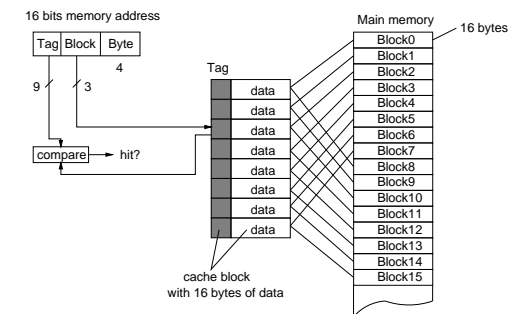 16 bits memory address
Tag Block Byte
4
9 3
compare hit?
Tag
data
data
data
data
data
data
data
data
cache block
with 16 bytes of data
Main memory
16 bytes
Block0
Block1
Block2
Block3
Block4
Block5
Block6
Block7
Block8
Block9
Block10
Block11
Block12
Block13
Block14
Block15